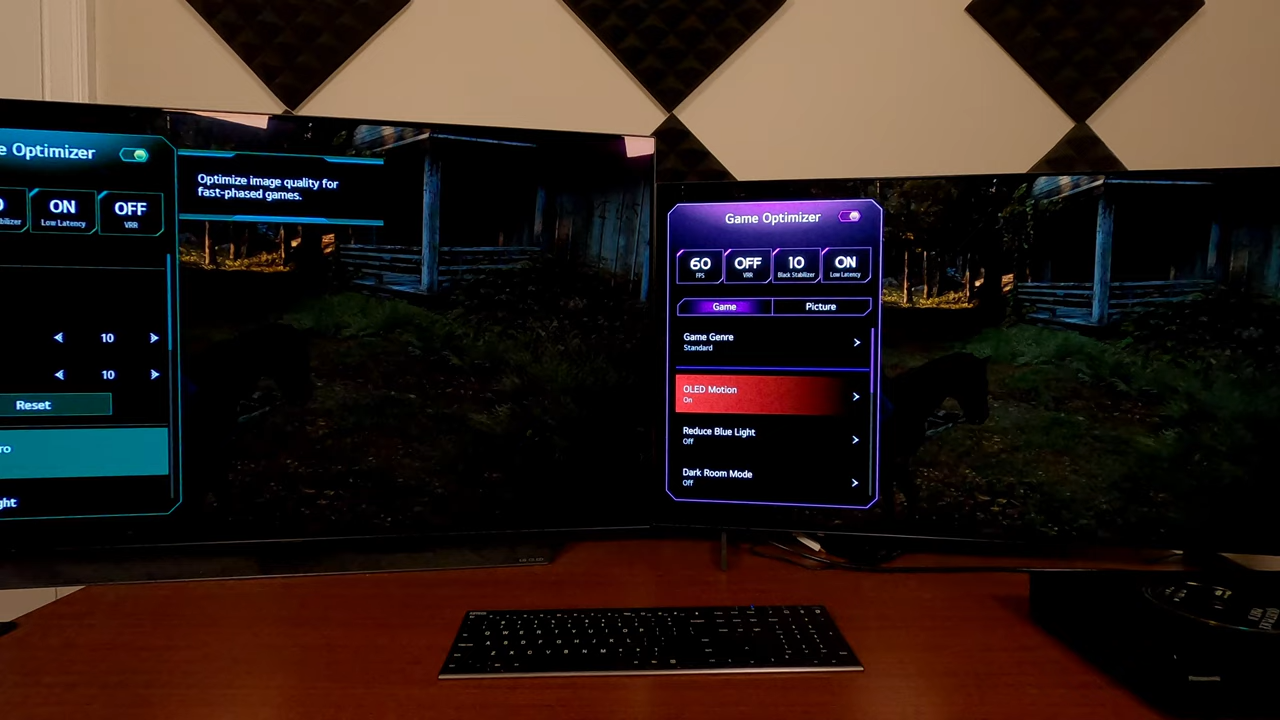 e Optimizer
bilizer
ON
Low Latency
OFF
VRR
Optimize image quality for
fast-phased games.
10
10
Reset
ro
ght
Game Optimizer
60
FPS
OFF
VRR
10
Black Stabilizer
ON
Low Latency
Game
Picture
Game Genre
Standard
OLED Motion
On
Reduce Blue Light
Off
Dark Room Mode
Off
Q W E R T Y U I O
A S D F G H J K L
Z X C V B N M